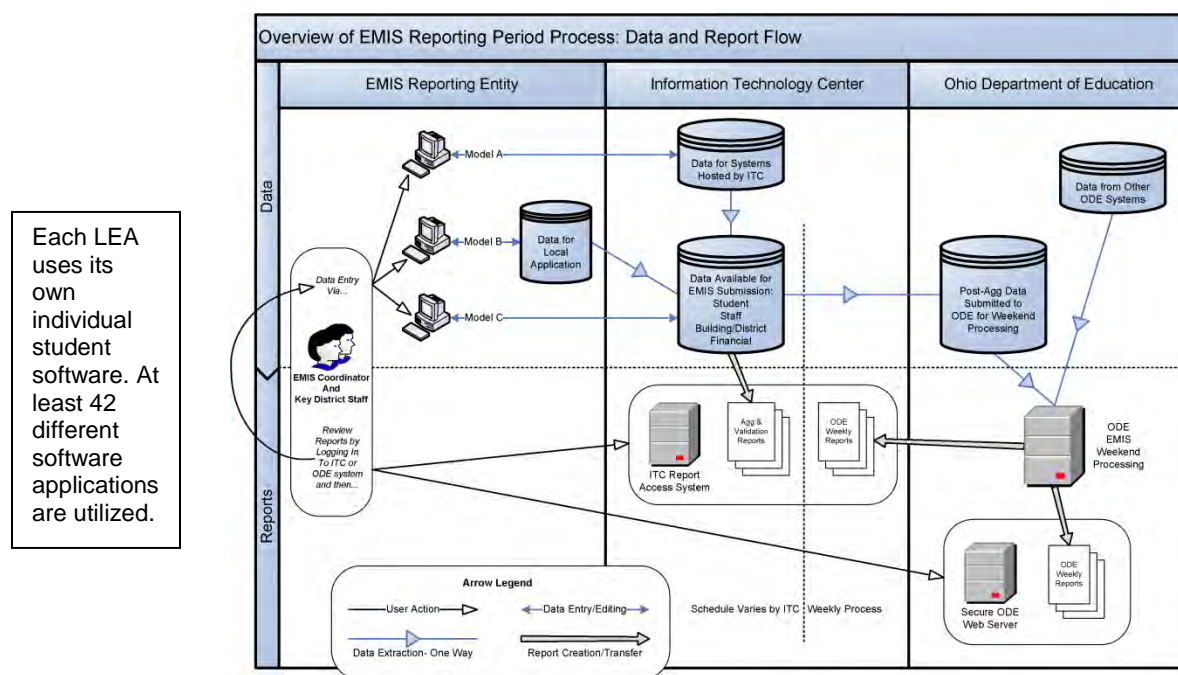 Each LEA
uses its
own
individual
student
software. At
least 42
different
software
applications
are utilized.
Overview of EMIS Reporting Period Process: Data and Report Flow
EMIS Reporting Entity
Information Technology Center
Ohio Department of Education
Data
Reports
Model A
Model B
Model C
Data for
Local
Application
Data Entry
Via...
EMIS Coordinator
And
Key District Staff
Review
Reports by
Logging In
To ITC or
ODE system
and then...
Data for Systems
Hosted by ITC
Data Available for
EMIS Submission:
Student
Staff
Building/District
Financial
Data from Other
ODE Systems
Post-Agg Data
Submitted to
ODE for Weekend
Processing
ITC Report
Access System
Agg &
Validation
Reports
ODE
Weekly
Reports
ODE
EMIS
Weekend
Processing
Secure ODE
Web Server
ODE
Weekly
Reports
Arrow Legend
User Action
Data Entry/Editing
Data Extraction- One Way
Report Creation/Transfer
Schedule Varies by ITC
Weekly Process